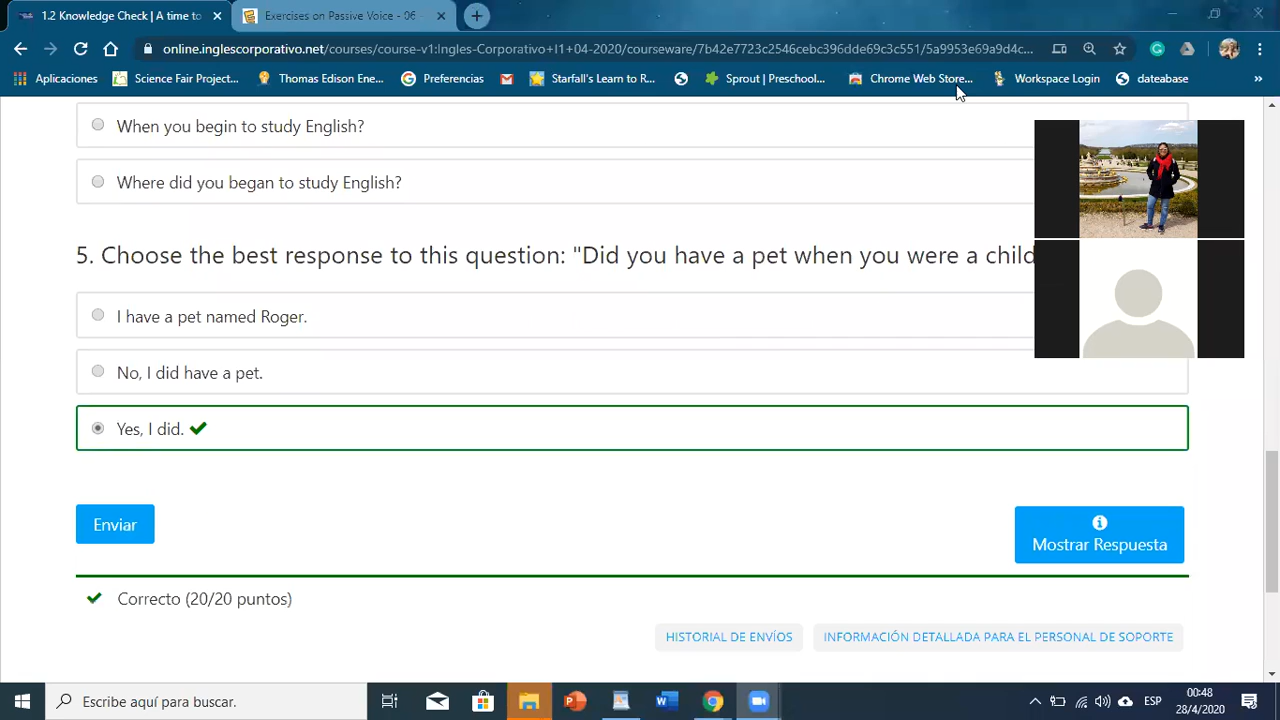 1.2 Knowledge Check | A time to
Exercises on Passive Voice - 06
online.inglescorporativo.net/courses/course-v1:Ingles-Corporativo+I1+04-2020/courseware/7b42e7723c2546cebc396dde69c3c551/5a9953e69a9d4c...
Aplicaciones Science Fair Project... Thomas Edison Ene... Preferencias Starfall's Learn to R... Sprout | Preschool... Chrome Web Store... Workspace Login dateabase »
When you begin to study English?
Where did you began to study English?
5. Choose the best response to this question: "Did you have a pet when you were a child
I have a pet named Roger.
No, I did have a pet.
Yes, I did.
Enviar
Mostrar Respuesta
Correcto (20/20 puntos)
HISTORIAL DE ENVÍOS INFORMACIÓN DETALLADA PARA EL PERSONAL DE SOPORTE
Escribe aquí para buscar.
ESP
00:48
28/4/2020